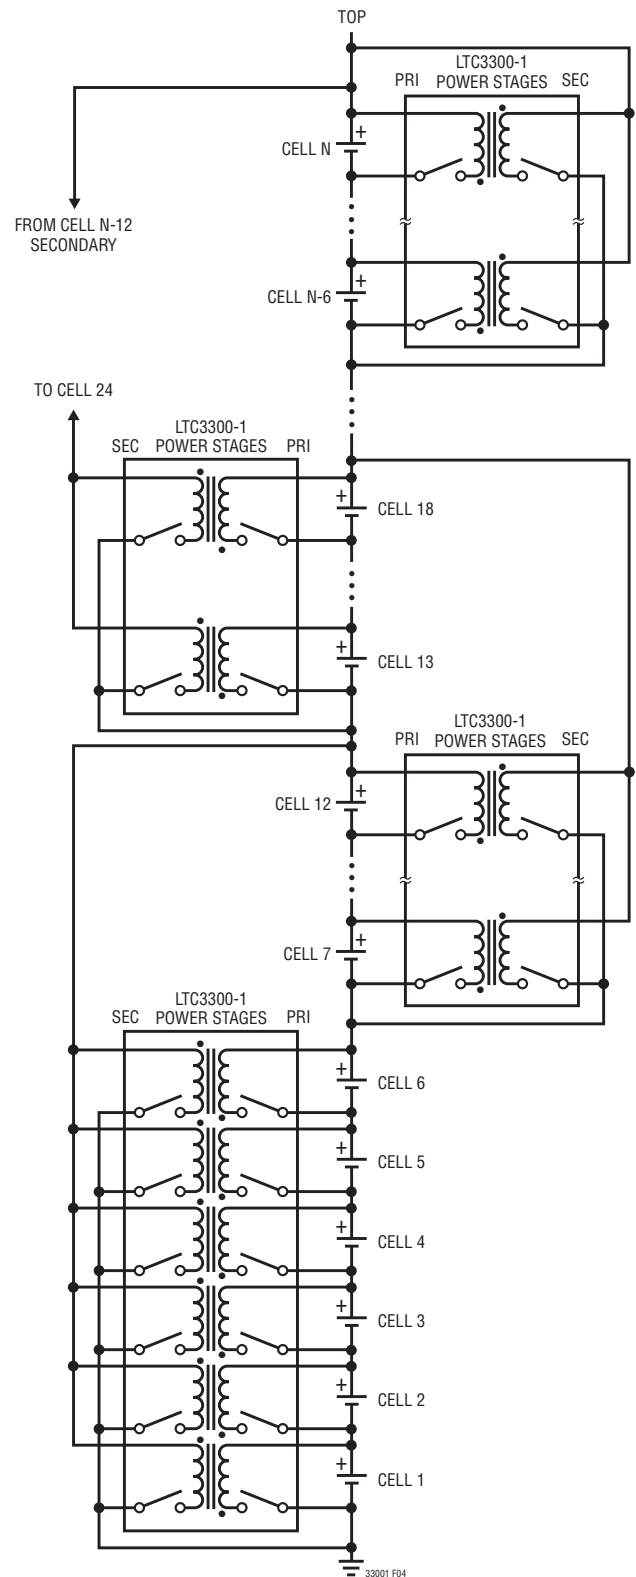 TOP
LTC3300-1
PRI POWER STAGES SEC
+
CELL N
FROM CELL N-12
SECONDARY
+
CELL N-6
TO CELL 24
LTC3300-1
SEC POWER STAGES PRI
+
CELL 18
+
CELL 13
LTC3300-1
PRI POWER STAGES SEC
+
CELL 12
+
CELL 7
LTC3300-1
SEC POWER STAGES PRI
+
CELL 6
+
CELL 5
+
CELL 4
+
CELL 3
+
CELL 2
+
CELL 1
33001 F04